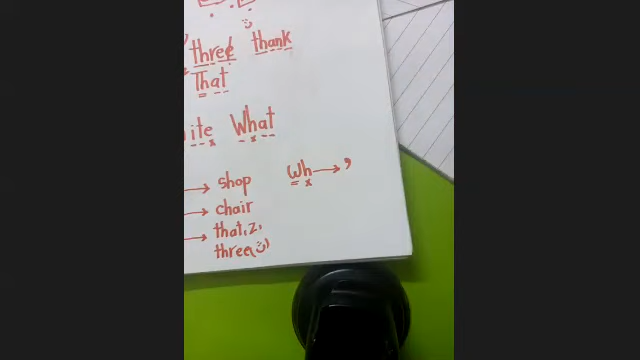 three thank
That
ite What
shop
wh → و
chair
that, ز
three(ث)